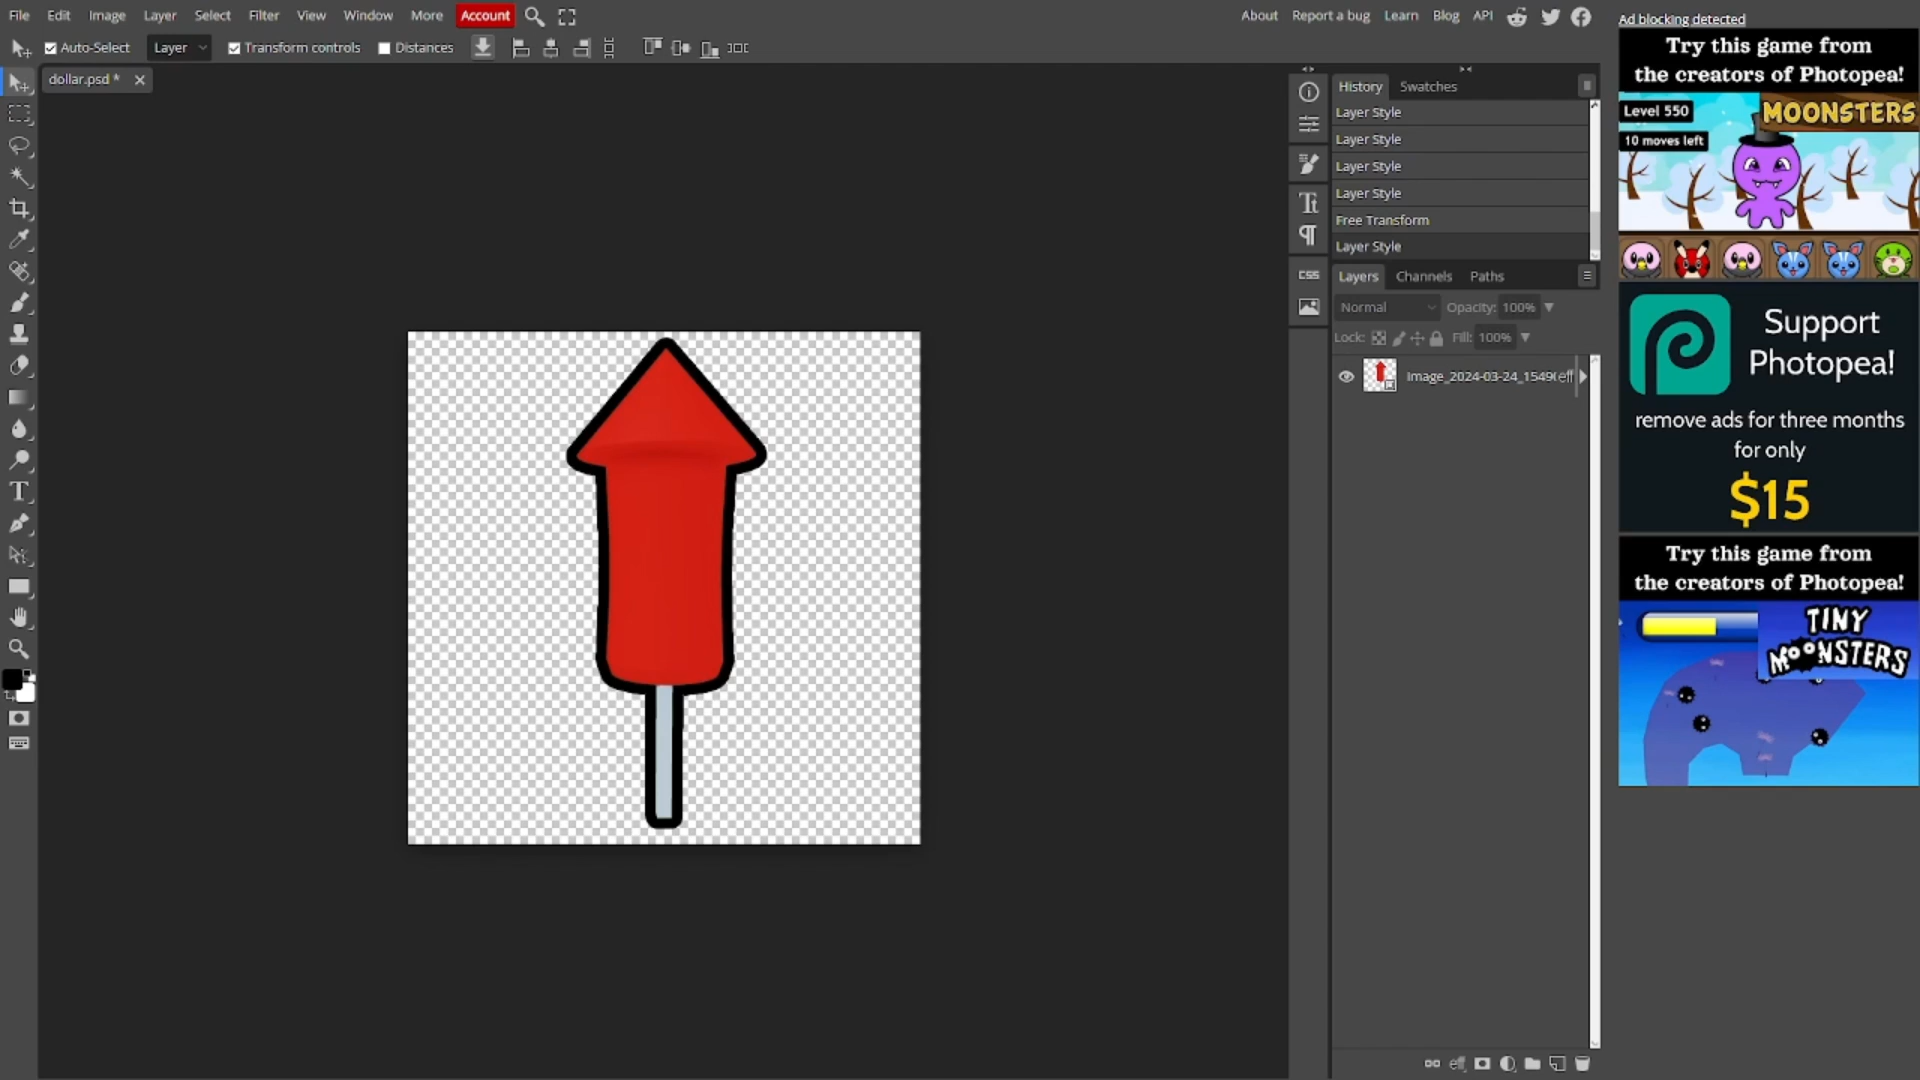 File Edit Image Layer Select Filter View Window More Account
About Report a bug Learn Blog API
Auto-Select Layer Transform controls Distances
dollar.psd *
History Swatches
Layer Style
Layer Style
Layer Style
Layer Style
Free Transform
Layer Style
Layers Channels Paths
Normal Opacity: 100%
Lock: Fill: 100%
Image_2024-03-24_1549 eff
CSS
Ad blocking detected
Try this game from
the creators of Photopea!
Level 550
MOONSTERS
10 moves left
Support
Photopea!
remove ads for three months
for only
$15
Try this game from
the creators of Photopea!
TINY
MOONSTERS